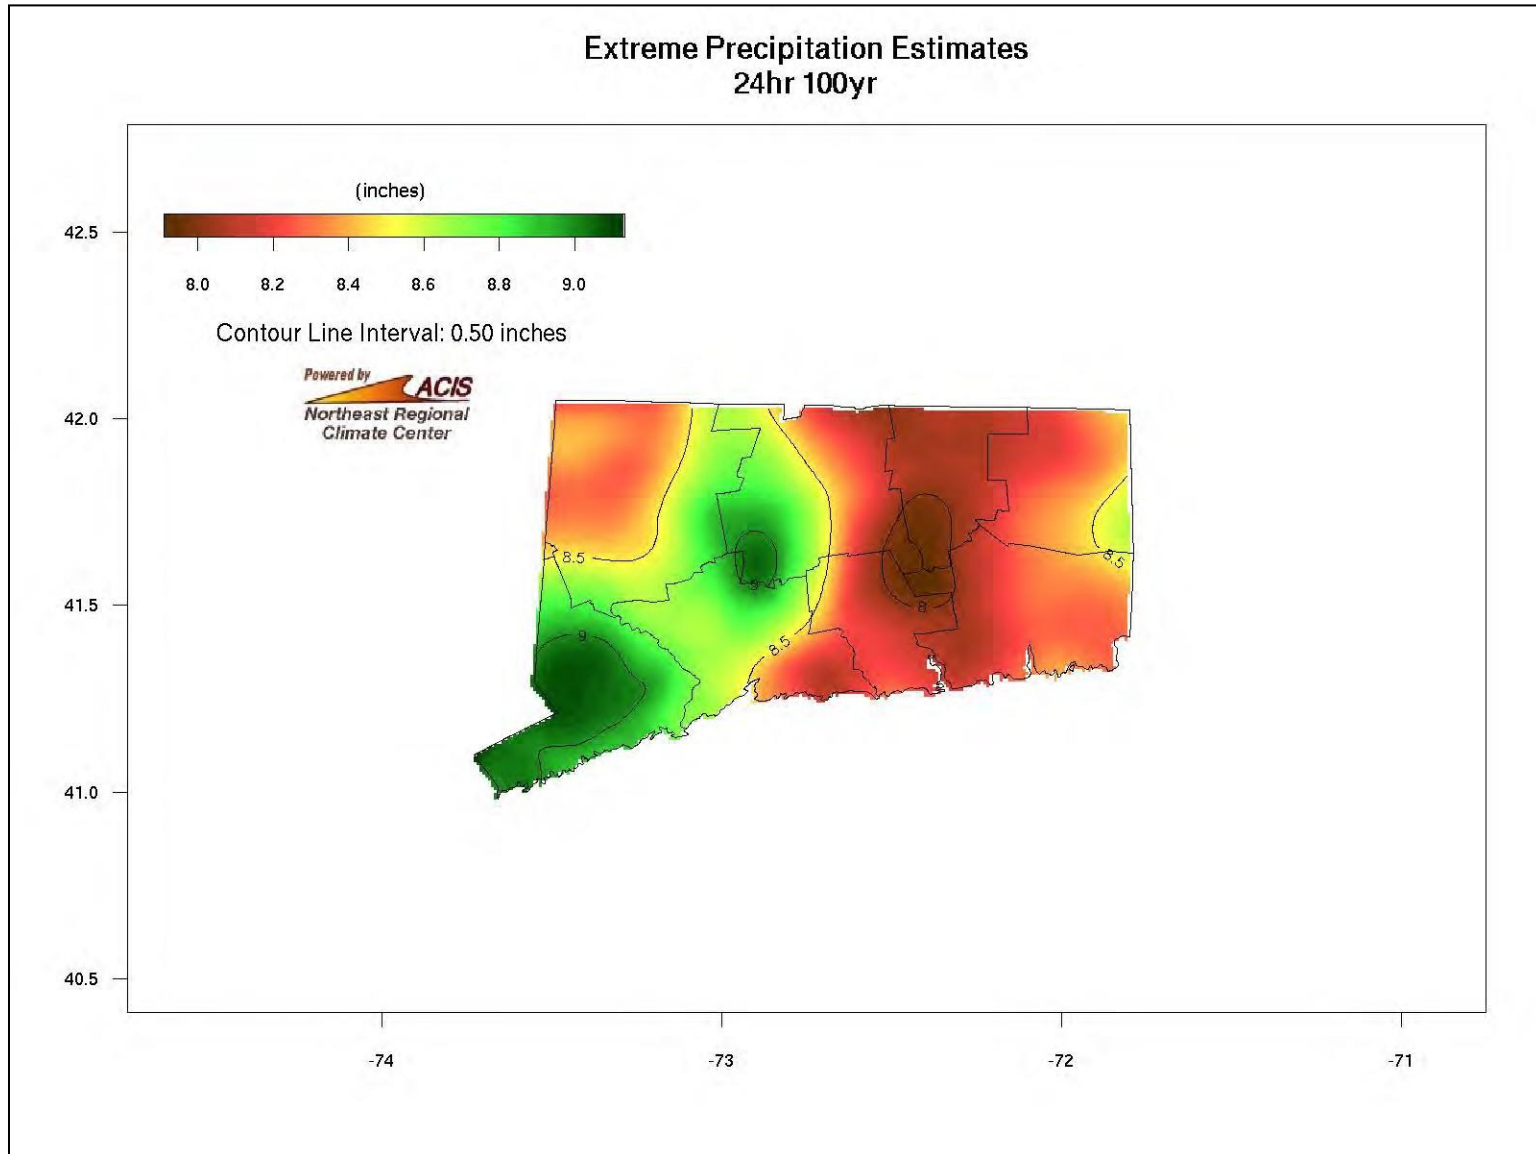 Extreme Precipitation Estimates
24hr 100yr
(inches)
8.0 8.2 8.4 8.6 8.8 9.0
Contour Line Interval: 0.50 inches
Powered by ACIS
Northeast Regional
Climate Center
42.5
42.0
41.5
41.0
40.5
8.5
9
8.5
9
8
8.5
-74 -73 -72 -71